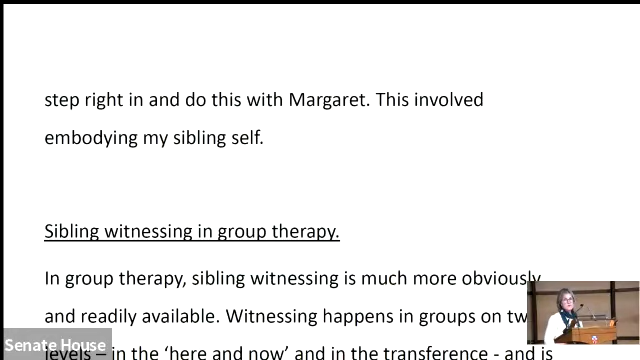 step right in and do this with Margaret. This involved
embodying my sibling self.
Sibling witnessing in group therapy.
In group therapy, sibling witnessing is much more obviously
and readily available. Witnessing happens in groups on
levels – in the ‘here and now’ and in the transference - and is
Senate House